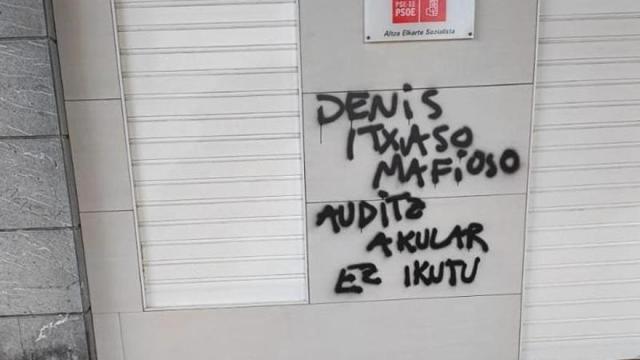 PSE-EE
PSOE
Altza Elkarte Sozialista
DENiS
ITXASO
MAFiOSO
AUDiTZ
AKULAR
EZ IKUTU